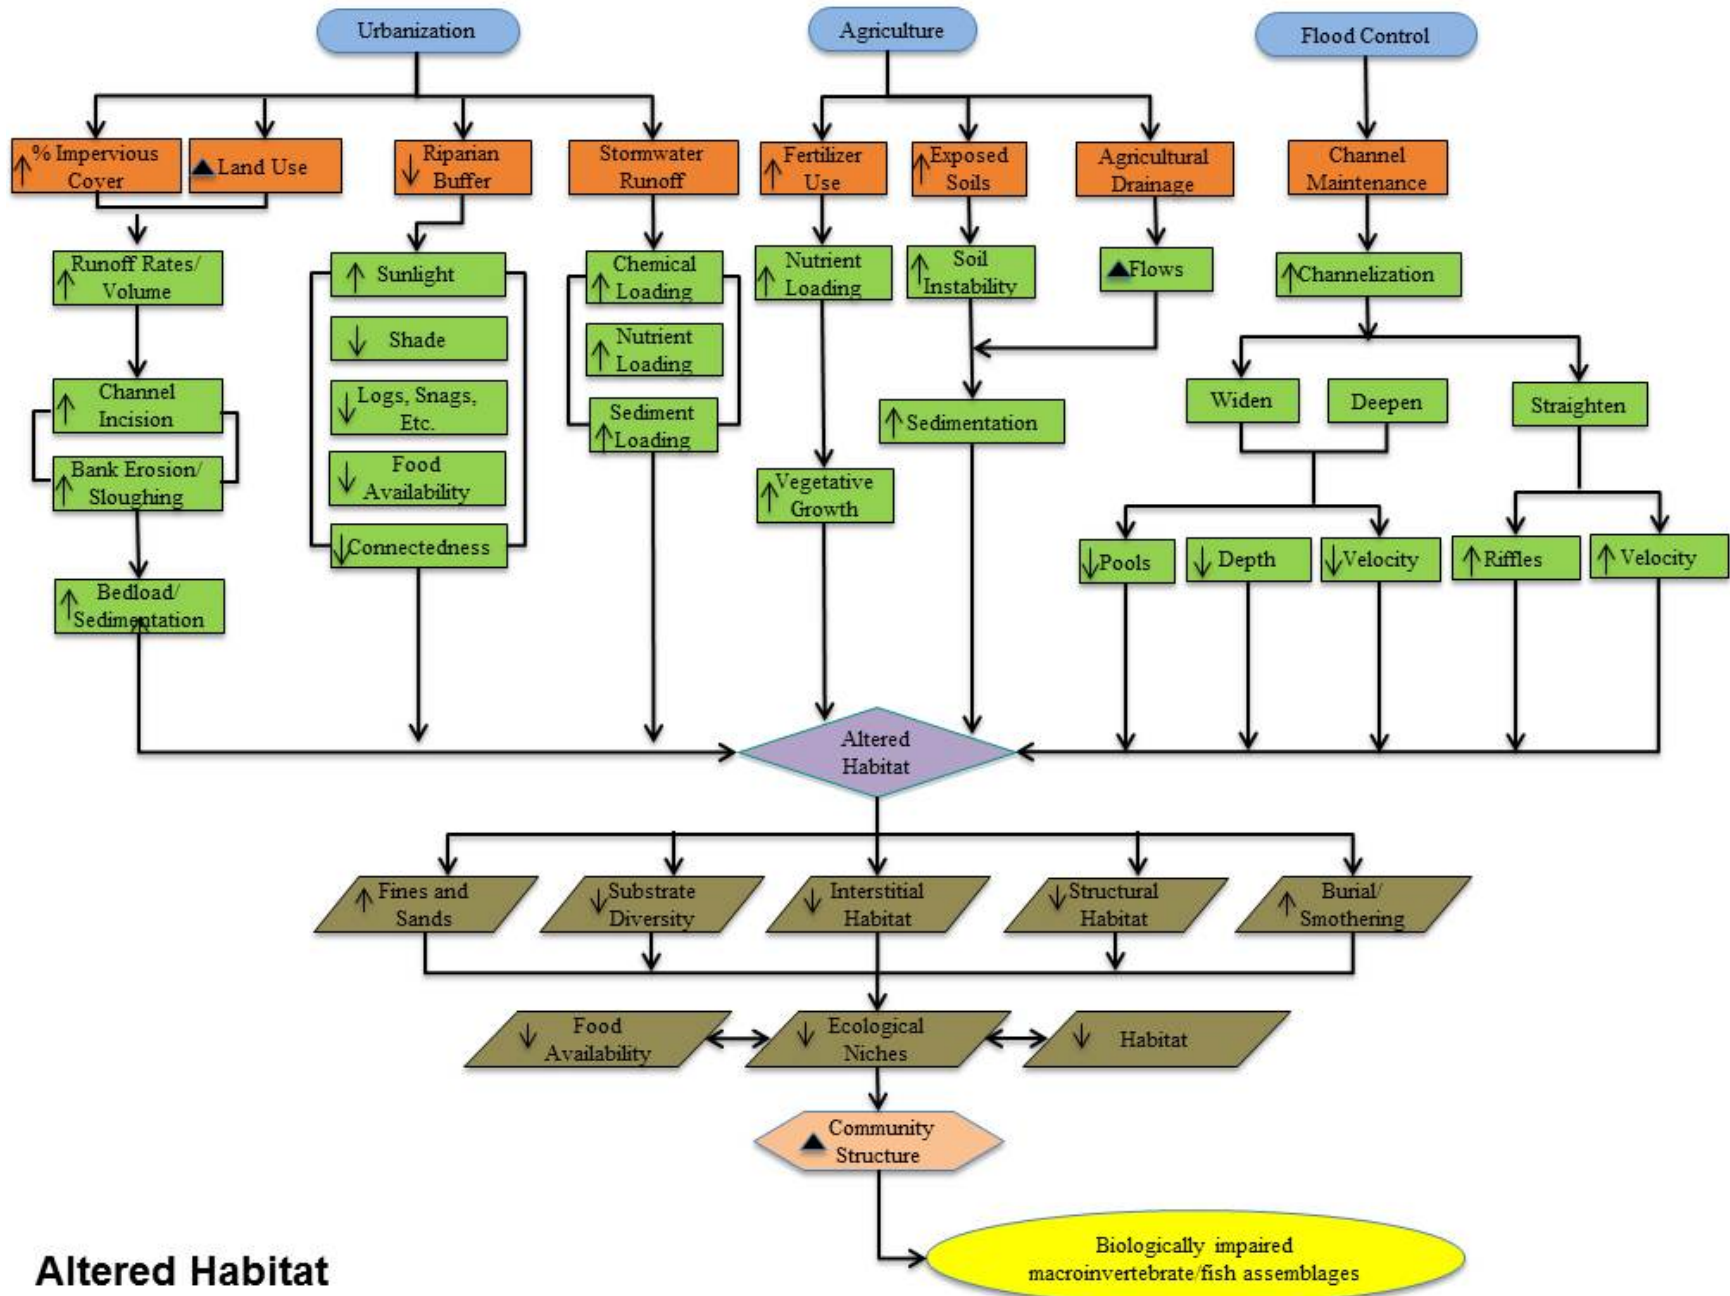 Urbanization
Agriculture
Flood Control
% Impervious
Cover
Land Use
Riparian
Buffer
Stormwater
Runoff
Fertilizer
Use
Exposed
Soils
Agricultural
Drainage
Channel
Maintenance
Runoff Rates/
Volume
Sunlight
Chemical
Loading
Nutrient
Loading
Soil
Instability
Flows
Channelization
Shade
Nutrient
Loading
Channel
Incision
Logs, Snags,
Etc.
Sediment
Loading
Sedimentation
Widen
Deepen
Straighten
Bank Erosion/
Sloughing
Food
Availability
Vegetative
Growth
Connectedness
Pools
Depth
Velocity
Riffles
Velocity
Bedload/
Sedimentation
Altered
Habitat
Fines and
Sands
Substrate
Diversity
Interstitial
Habitat
Structural
Habitat
Burial/
Smothering
Food
Availability
Ecological
Niches
Habitat
Community
Structure
Biologically impaired
macroinvertebrate/fish assemblages
Altered Habitat